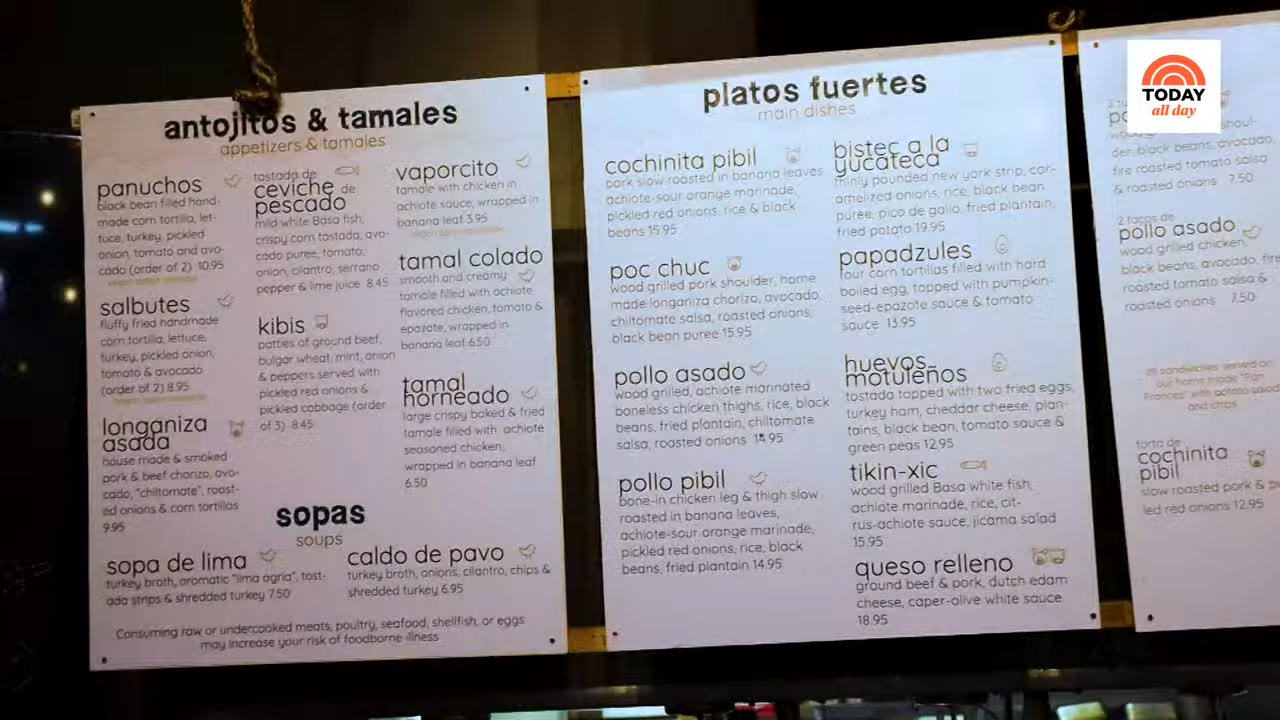 antojitos & tamales
appetizers & tamales
panuchos
black bean filled hand-
made corn tortilla, let-
tuce, turkey, pickled
onion, tomato and avo-
cado (order of 2) 10.95
salbutes
fluffy fried handmade
corn tortilla, lettuce,
turkey, pickled onion,
tomato & avocado
(order of 2) 8.95
longaniza
asada
house made & smoked
pork & beef chorizo, avo-
cado, "chiltomate", roast-
ed onions & corn tortillas
9.95
tostada de
ceviche de
pescado
mild white Basa fish,
crispy corn tostada, avo-
cado puree, tomato,
onion, cilantro, serrano
pepper & lime juice 8.45
kibis
patties of ground beef,
bulgar wheat, mint, onion
& peppers served with
pickled red onions &
pickled cabbage (order
of 3) 8.45
vaporcito
tamale with chicken in
achiote sauce, wrapped in
banana leaf 3.95
tamal colado
smooth and creamy
tamale filled with achiote
flavored chicken, tomato &
epazote, wrapped in
banana leaf 6.50
tamal
horneado
large crispy baked & fried
tamale filled with achiote
seasoned chicken,
wrapped in banana leaf
6.50
sopas
soups
sopa de lima
turkey broth, aromatic "lima agria", tost-
ada strips & shredded turkey 7.50
caldo de pavo
turkey broth, onions, cilantro, chips &
shredded turkey 6.95
Consuming raw or undercooked meats, poultry, seafood, shellfish, or eggs
may increase your risk of foodborne illness
platos fuertes
main dishes
cochinita pibil
pork slow roasted in banana leaves
achiote-sour orange marinade,
pickled red onions, rice & black
beans 15.95
poc chuc
wood grilled pork shoulder, home
made longaniza chorizo, avocado,
chiltomate salsa, roasted onions,
black bean puree 15.95
pollo asado
wood grilled, achiote marinated
boneless chicken thighs, rice, black
beans, fried plantain, chiltomate
salsa, roasted onions
pollo pibil
bone-in chicken leg & thigh slow
roasted in banana leaves,
achiote-sour orange marinade,
pickled red onions, rice, black
beans, fried plantain 14.95
bistec a la
yucateca
thinly pounded new york strip, car-
amelized onions, rice, black bean
purée, pico de gallo, fried plantain,
fried potato 19.95
papadzules
four corn tortillas filled with hard
boiled egg, topped with pumpkin-
seed-epazote sauce & tomato
sauce 13.95
huevos
motuleños
tostada topped with two fried eggs,
turkey ham, cheddar cheese, plan-
tains, black bean, tomato sauce &
green peas 12.95
tikin-xic
wood grilled Basa white fish,
achiote marinade, rice, cit-
rus-achiote sauce, jicama salad
15.95
queso relleno
ground beef & pork, dutch edam
cheese, caper-olive white sauce
18.95
TODAY
all day
der, black beans, avocado,
fire roasted tomato salsa
& roasted onions 7.50
2 tacos de
pollo asado
wood grilled chicken,
black beans, avocado, fire
roasted tomato salsa &
roasted onions 7.50
all sandwiches served on
our home made "Pan
Frances" with
and chips
torta de
cochinita
pibil
slow roasted pork &
led red onions 12.95